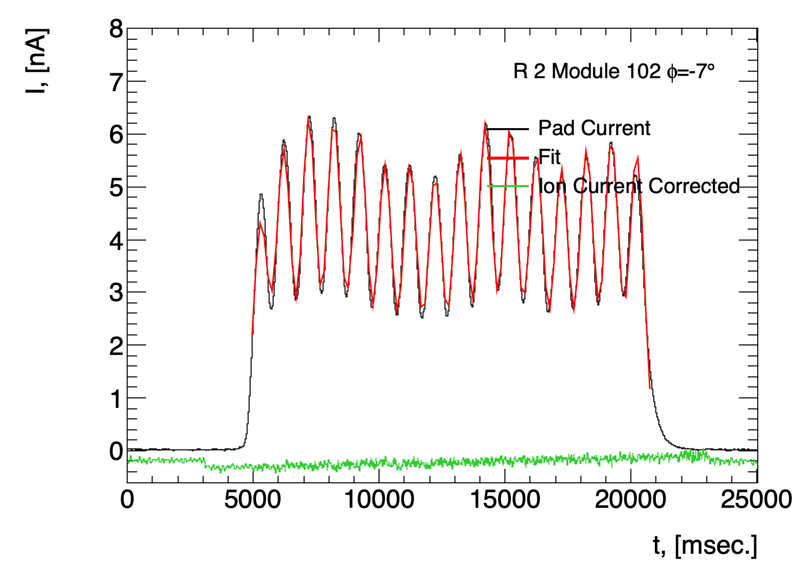 I, [nA]
8
7
6
5
4
3
2
1
0
R 2 Module 102 ϕ=-7°
Pad Current
Fit
Ion Current Corrected
0 5000 10000 15000 20000 25000
t, [msec.]